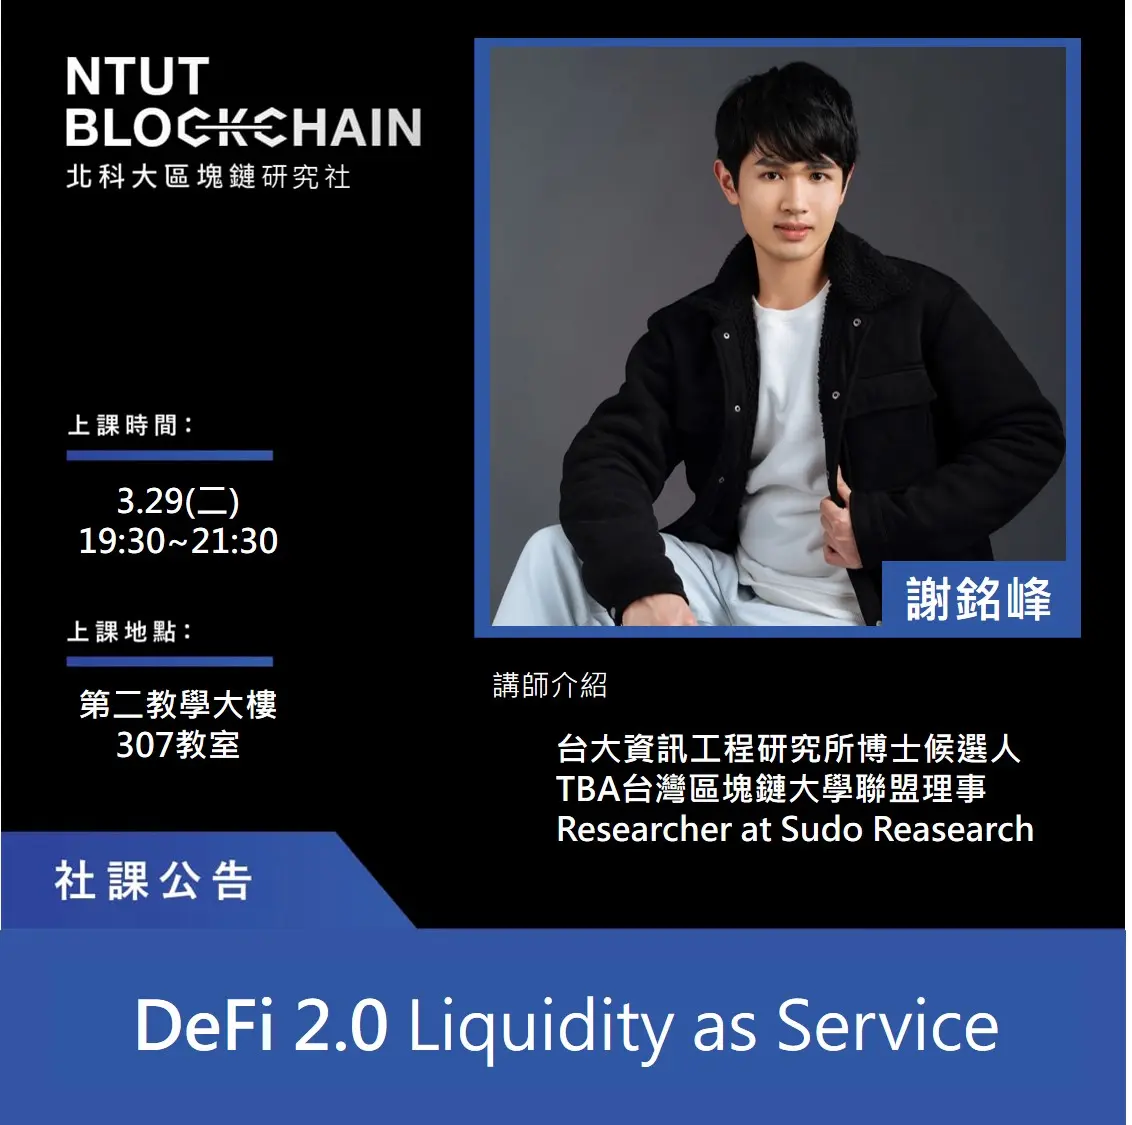 NTUT
BLOCKCHAIN
北科大區塊鏈研究社
上課時間：
3.29(二)
19:30~21:30
上課地點：
第二教學大樓
307教室
謝銘峰
講師介紹
台大資訊工程研究所博士候選人
TBA台灣區塊鏈大學聯盟理事
Researcher at Sudo Reasearch
社課公告
DeFi 2.0 Liquidity as Service